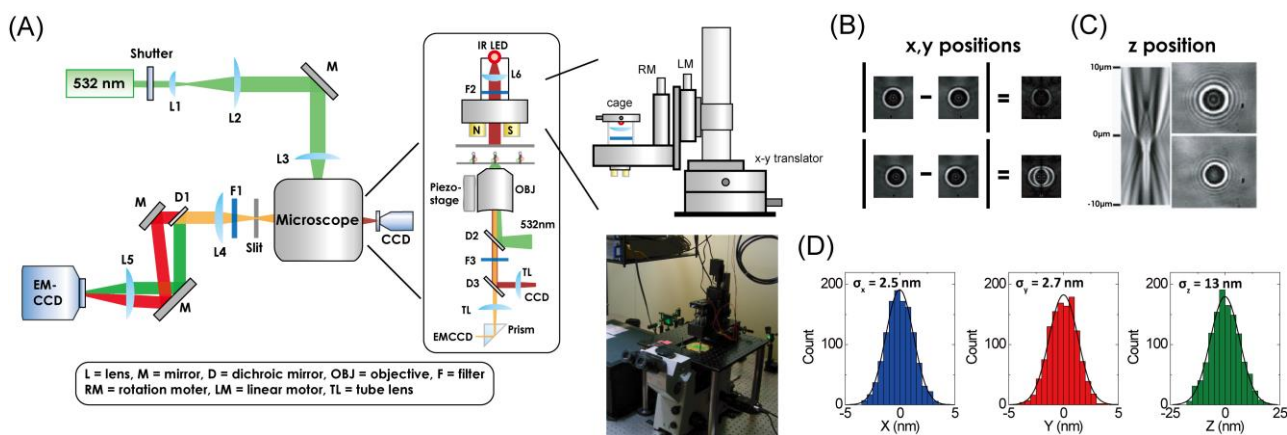 (A)
Shutter
532 nm
L1
L2
M
L3
M
D1
F1
L4
Slit
Microscope
CCD
EM-
CCD
L5
M
IR LED
L6
F2
N
S
Piezo-
stage
OBJ
532nm
D2
F3
D3
TL
CCD
TL
Prism
EMCCD
RM
LM
cage
x-y translator
L = lens, M = mirror, D = dichroic mirror, OBJ = objective, F = filter
RM = rotation moter, LM = linear motor, TL = tube lens
(B)
x,y positions
| - | =
| - | =
(C)
z position
10μm
0μm
-10μm
(D)
σx = 2.5 nm
200
100
0
Count
-5 0 5
X (nm)
σy = 2.7 nm
200
100
0
Count
-5 0 5
Y (nm)
σz = 13 nm
200
100
0
Count
-25 0 25
Z (nm)